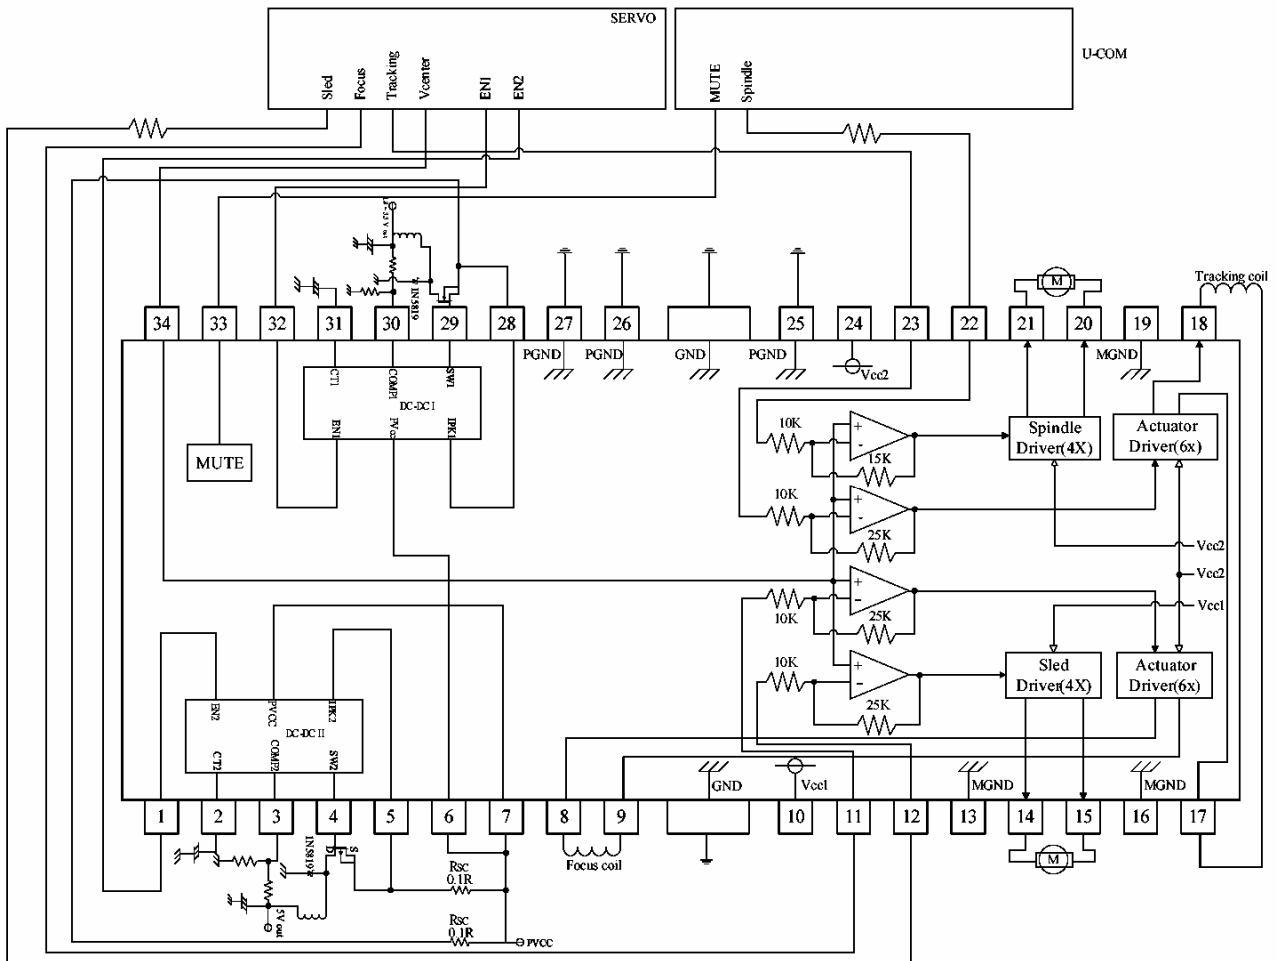 SERVO
U-COM
Sled
Focus
Tracking
Vcenter
EN1
EN2
MUTE
Spindle
1N5819
Tracking coil
M
34
33
32
31
30
29
28
27
26
25
24
23
22
21
20
19
18
PGND
PGND
GND
PGND
Vcc2
MGND
CT1
COMP1
SW1
DC-DC I
EN1
PVcc
IPK1
MUTE
10K
+
-
15K
Spindle
Driver(4X)
Actuator
Driver(6x)
10K
+
-
25K
Vcc2
Vcc2
+
-
10K
25K
Vcc1
10K
+
-
25K
Sled
Driver(4X)
Actuator
Driver(6x)
EN2
PVCC
IPK2
DC-DC II
CT2
COMP2
SW2
GND
Vcc1
MGND
MGND
1
2
3
4
5
6
7
8
9
10
11
12
13
14
15
16
17
1N5819
D
S
5V out
Focus coil
M
RSC
0.1R
RSC
0.1R
PVCC